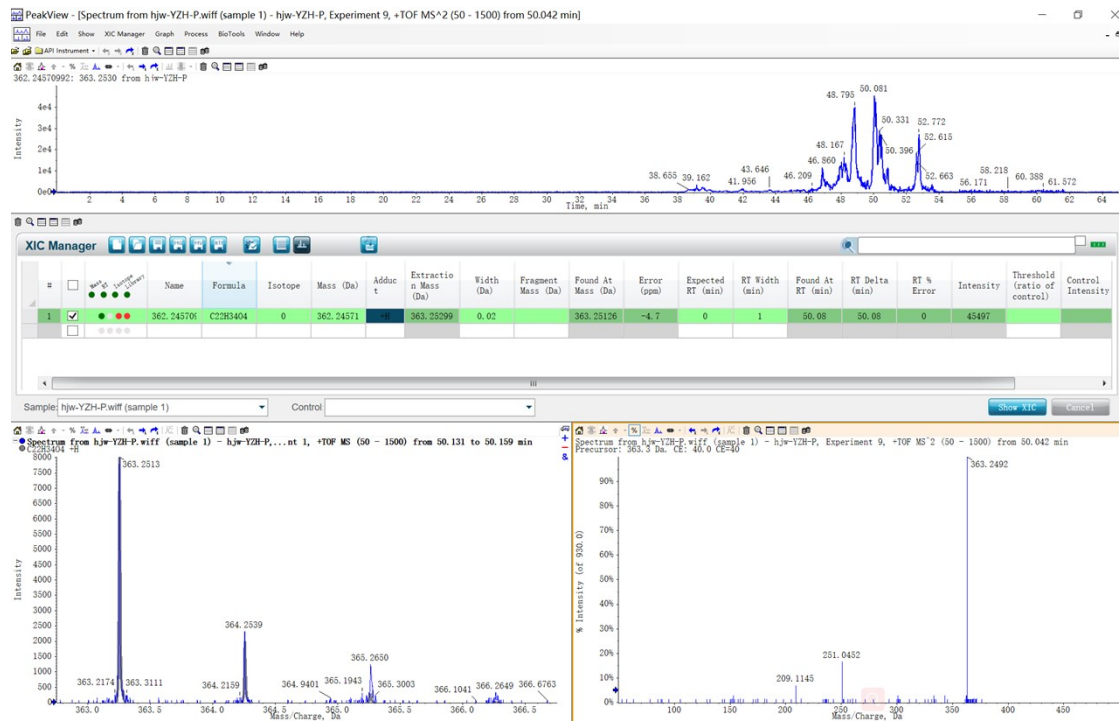 PeakView - [Spectrum from hjw-YZH-P.wiff (sample 1) - hjw-YZH-P, Experiment 9, +TOF MS^2 (50 - 1500) from 50.042 min]
File Edit Show XIC Manager Graph Process BioTools Window Help
API Instrument
362.24570992: 363.2530 from hjw-YZH-P
Intensity
4e4
3e4
2e4
1e4
0e0
38.655 39.162 41.956 43.646 46.209 46.860 48.167 48.795 50.081 50.331 50.396 52.772 52.615 52.663 56.171 58.218 60.388 61.572
2 4 6 8 10 12 14 16 18 20 22 24 26 28 30 32 34 36 38 40 42 44 46 48 50 52 54 56 58 60 62 64
Time, min
XIC Manager
# Mass RT Isotope Library Name Formula Isotope Mass (Da) Adduct Extraction Mass (Da) Width (Da) Fragment Mass (Da) Found At Mass (Da) Error (ppm) Expected RT (min) RT Width (min) Found At RT (min) RT Delta (min) RT % Error Intensity Threshold (ratio of control) Control Intensity
1 362.24570 C22H34O4 0 362.24571 +H 363.25299 0.02 363.25126 -4.7 0 1 50.08 50.08 0 45497
Sample: hjw-YZH-P.wiff (sample 1) Control Show XIC Cancel
Spectrum from hjw-YZH-P.wiff (sample 1) - hjw-YZH-P,...nt 1, +TOF MS (50 - 1500) from 50.131 to 50.159 min
C22H34O4 +H
Intensity
8000
7500
7000
6500
6000
5500
5000
4500
4000
3500
3000
2500
2000
1500
1000
500
0
363.2513
364.2539
365.2650
363.2174 363.3111 364.2159 364.9401 365.1943 365.3003 366.1041 366.2649 366.6763
363.0 363.5 364.0 364.5 365.0 365.5 366.0 366.5
Mass/Charge, Da
Spectrum from hjw-YZH-P.wiff (sample 1) - hjw-YZH-P, Experiment 9, +TOF MS^2 (50 - 1500) from 50.042 min
Precursor: 363.3 Da, CE: 40.0 CE=40
% Intensity (of 930.0)
90%
80%
70%
60%
50%
40%
30%
20%
10%
0%
363.2492
251.0452
209.1145
100 150 200 250 300 350 400 450
Mass/Charge, Da